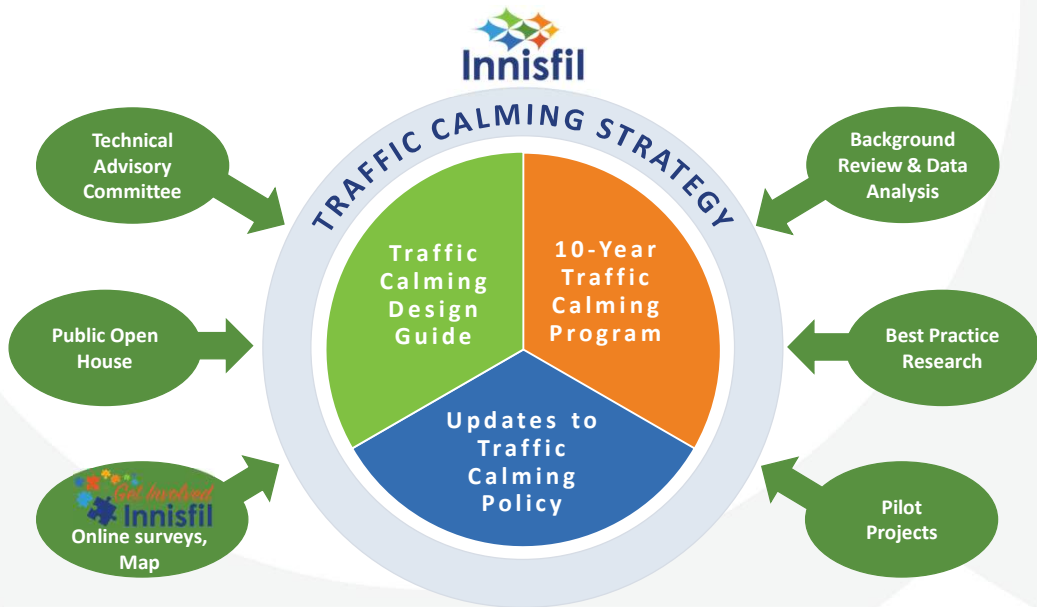 Innisfil
TRAFFIC CALMING STRATEGY
Technical
Advisory
Committee
Public Open
House
Get Involved
Innisfil
Online surveys,
Map
Traffic
Calming
Design
Guide
10-Year
Traffic
Calming
Program
Updates to
Traffic
Calming
Policy
Background
Review & Data
Analysis
Best Practice
Research
Pilot
Projects